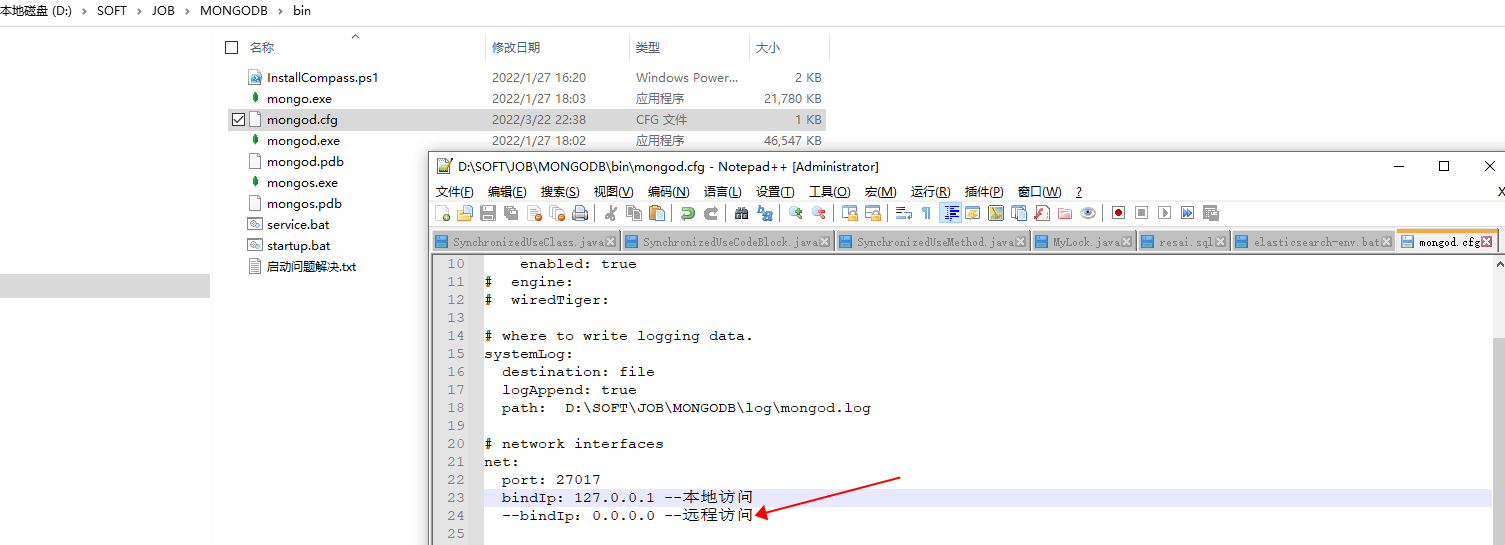 本地磁盘 (D:) > SOFT > JOB > MONGODB > bin
名称 修改日期 类型 大小
InstallCompass.ps1 2022/1/27 16:20 Windows Power... 2 KB
mongo.exe 2022/1/27 18:03 应用程序 21,780 KB
mongod.cfg 2022/3/22 22:38 CFG 文件 1 KB
mongod.exe 2022/1/27 18:02 应用程序 46,547 KB
mongod.pdb
mongos.exe
mongos.pdb
service.bat
startup.bat
启动问题解决.txt
D:\SOFT\JOB\MONGODB\bin\mongod.cfg - Notepad++ [Administrator]
文件(F) 编辑(E) 搜索(S) 视图(V) 编码(N) 语言(L) 设置(T) 工具(O) 宏(M) 运行(R) 插件(P) 窗口(W) ? X
SynchronizedUseClass.java SynchronizedUseCodeBlock.java SynchronizedUseMethod.java MyLock.java resai.sql elasticsearch-env.bat mongod.cfg
10 enabled: true
11 # engine:
12 # wiredTiger:
13
14 # where to write logging data.
15 systemLog:
16 destination: file
17 logAppend: true
18 path: D:\SOFT\JOB\MONGODB\log\mongod.log
19
20 # network interfaces
21 net:
22 port: 27017
23 bindIp: 127.0.0.1 --本地访问
24 --bindIp: 0.0.0.0 --远程访问
25